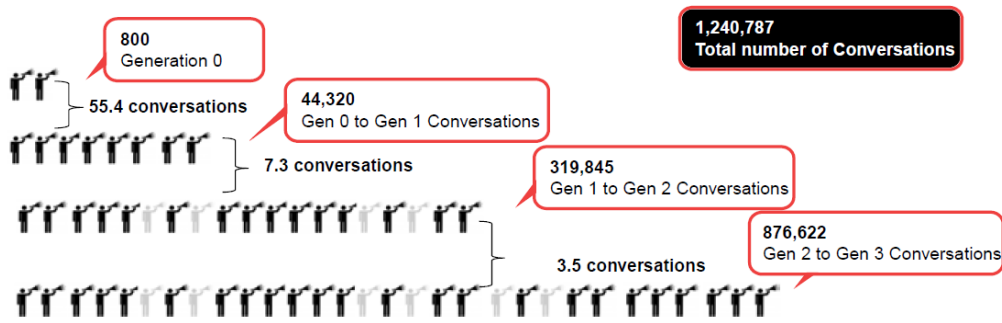 800
Generation 0
1,240,787
Total number of Conversations
55.4 conversations
44,320
Gen 0 to Gen 1 Conversations
7.3 conversations
319,845
Gen 1 to Gen 2 Conversations
876,622
Gen 2 to Gen 3 Conversations
3.5 conversations